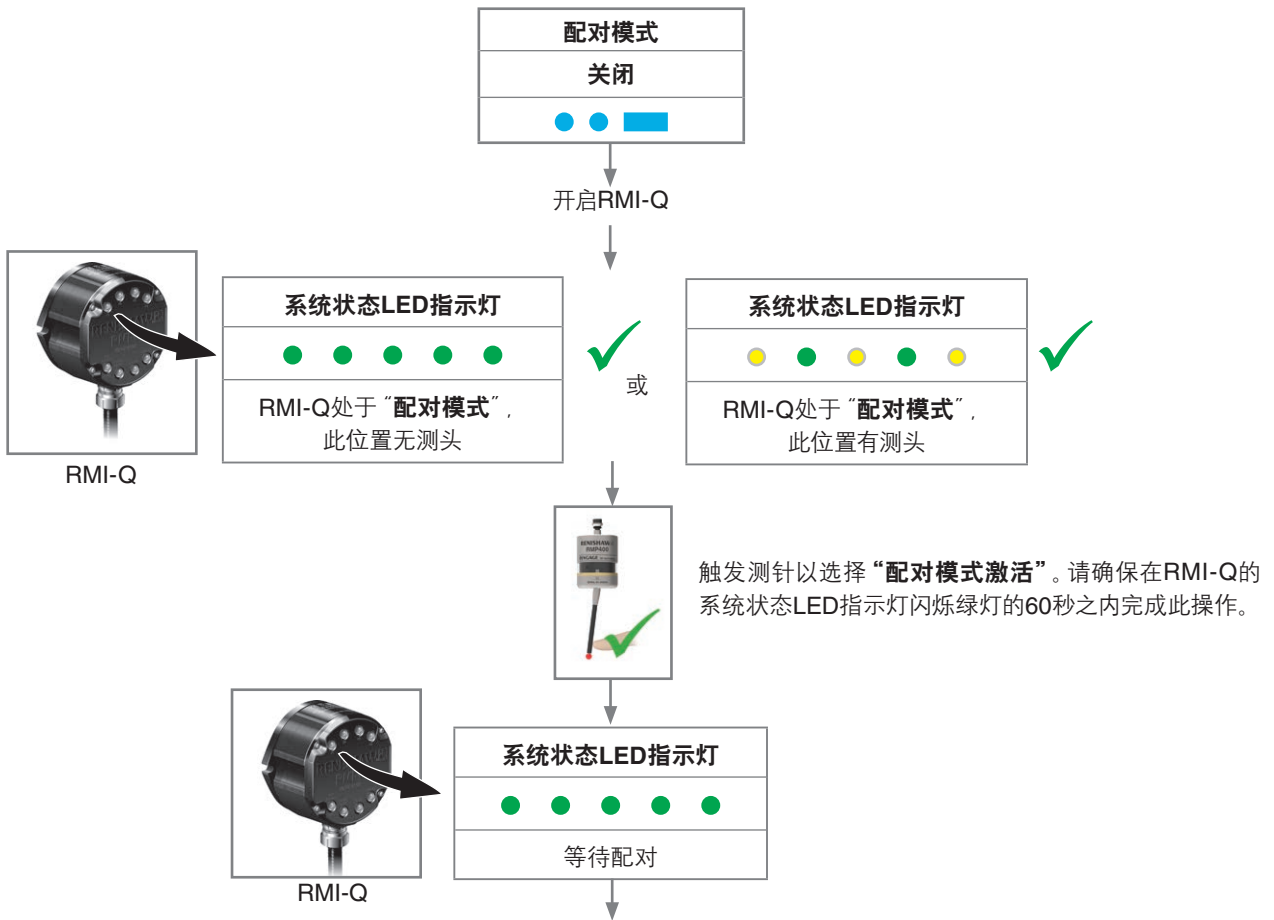 配对模式
关闭
开启RMI-Q
系统状态LED指示灯
RMI-Q处于“配对模式”,
此位置无测头
或
系统状态LED指示灯
RMI-Q处于“配对模式”,
此位置有测头
RMI-Q
RENISHAW
RMP400
触发测针以选择“配对模式激活”。请确保在RMI-Q的
系统状态LED指示灯闪烁绿灯的60秒之内完成此操作。
系统状态LED指示灯
等待配对
RMI-Q